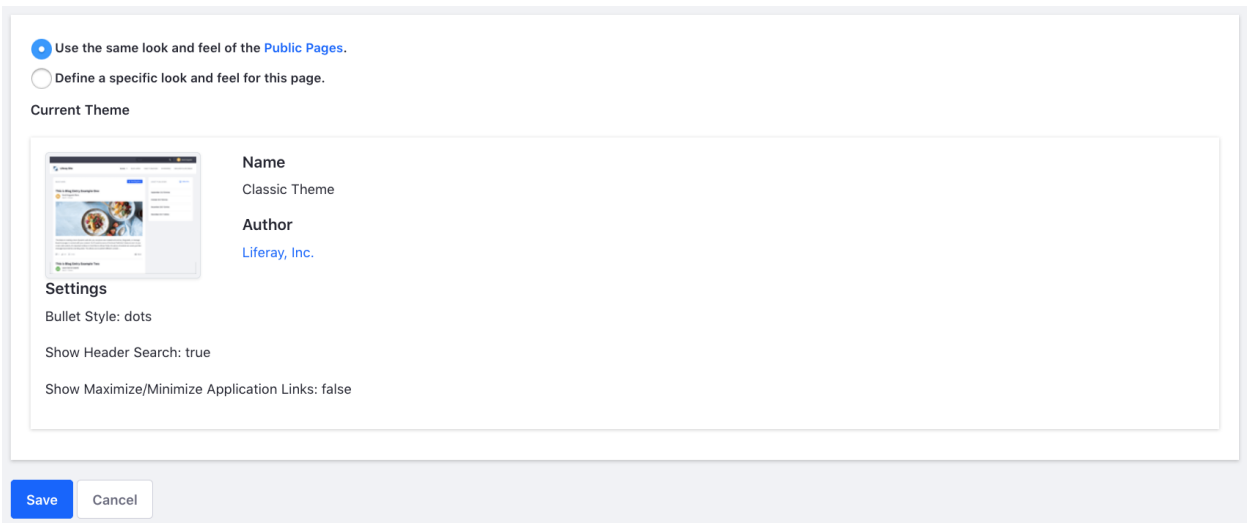 Use the same look and feel of the Public Pages.
Define a specific look and feel for this page.
Current Theme
Name
Classic Theme
Author
Liferay, Inc.
Settings
Bullet Style: dots
Show Header Search: true
Show Maximize/Minimize Application Links: false
Save
Cancel